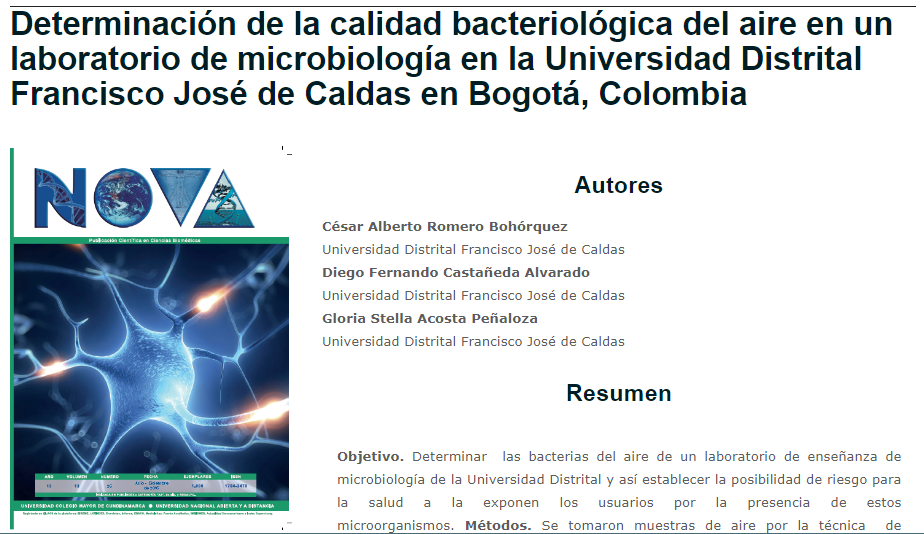 Determinación de la calidad bacteriológica del aire en un
laboratorio de microbiología en la Universidad Distrital
Francisco José de Caldas en Bogotá, Colombia
NOVA
Publicación Científica en Ciencias Biomédicas
AÑO VOLUMEN NÚMERO FECHA EJEMPLARES ISSN
UNIVERSIDAD COLEGIO MAYOR DE CUNDINAMARCA ● UNIVERSIDAD NACIONAL ABIERTA Y A DISTANCIA
Autores
César Alberto Romero Bohórquez
Universidad Distrital Francisco José de Caldas
Diego Fernando Castañeda Alvarado
Universidad Distrital Francisco José de Caldas
Gloria Stella Acosta Peñaloza
Universidad Distrital Francisco José de Caldas
Resumen
Objetivo. Determinar las bacterias del aire de un laboratorio de enseñanza de
microbiología de la Universidad Distrital y así establecer la posibilidad de riesgo para
la salud a la exponen los usuarios por la presencia de estos
microorganismos. Métodos. Se tomaron muestras de aire por la técnica de